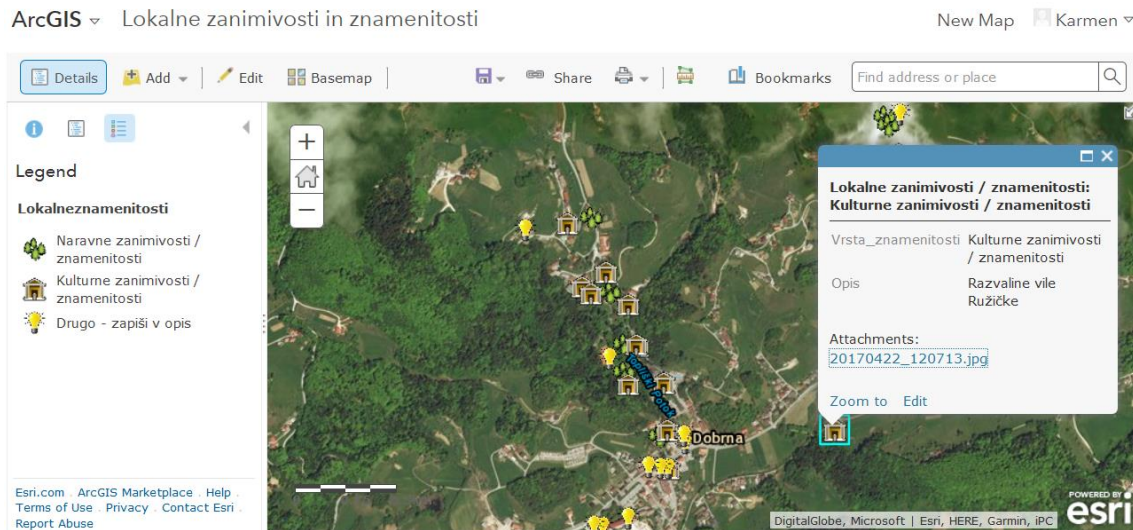 ArcGIS Lokalne zanimivosti in znamenitosti New Map Karmen
Details Add Edit Basemap Share Bookmarks Find address or place
Legend
Lokalneznamenitosti
Naravne zanimivosti /
znamenitosti
Kulturne zanimivosti /
znamenitosti
Drugo - zapiši v opis
Esri.com . ArcGIS Marketplace . Help .
Terms of Use . Privacy . Contact Esri .
Report Abuse
+
−
Lokalne zanimivosti / znamenitosti:
Kulturne zanimivosti / znamenitosti
Vrsta_znamenitosti Kulturne zanimivosti
/ znamenitosti
Opis Razvaline vile
Ružičke
Attachments:
20170422_120713.jpg
Zoom to Edit
Potok
Dobrna
DigitalGlobe, Microsoft | Esri, HERE, Garmin, iPC
POWERED BY
esri